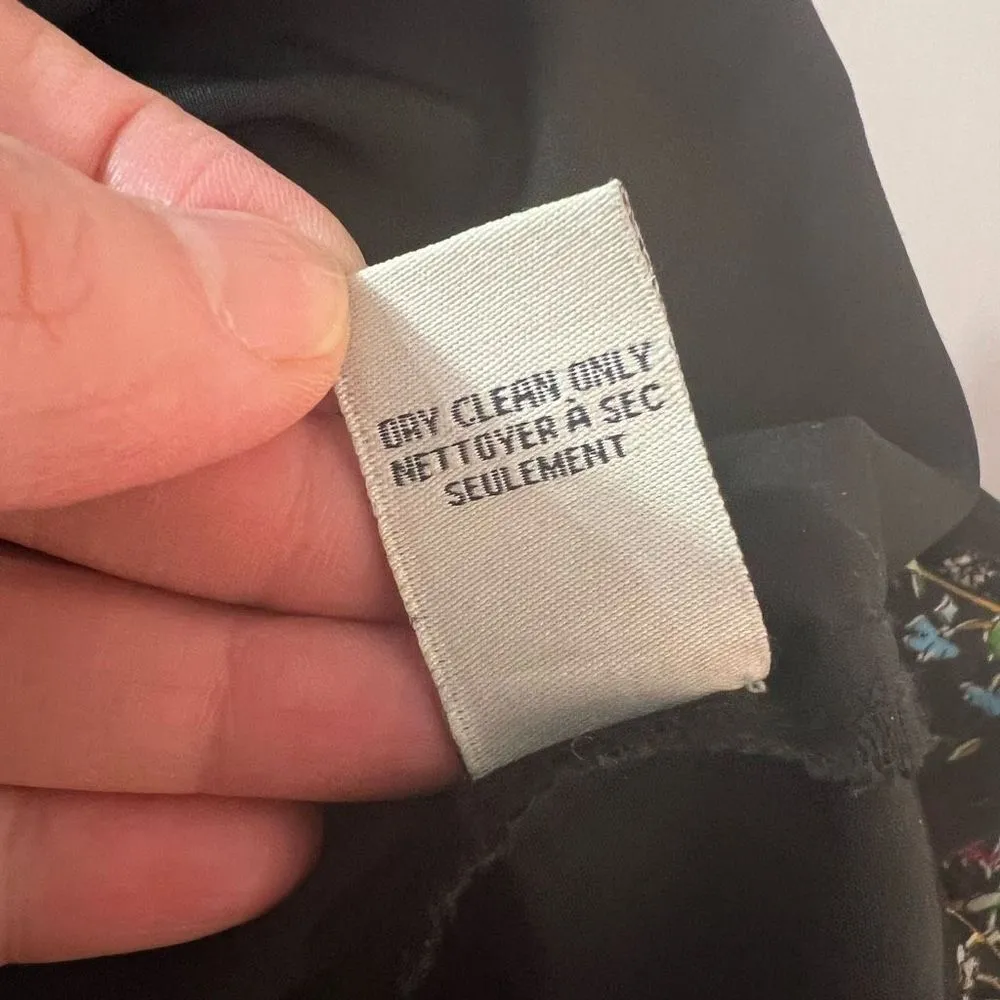 DRY CLEAN ONLY
NETTOYER À SEC
SEULEMENT